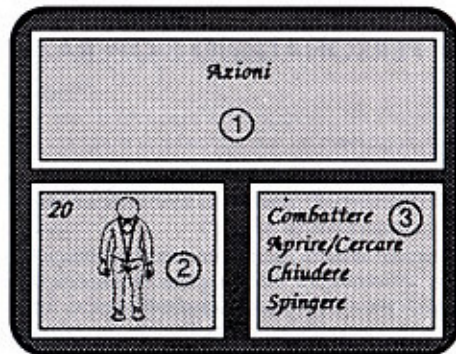 Azioni
1
20
2
Combattere 3
Aprire/Cercare
Chiudere
Spingere